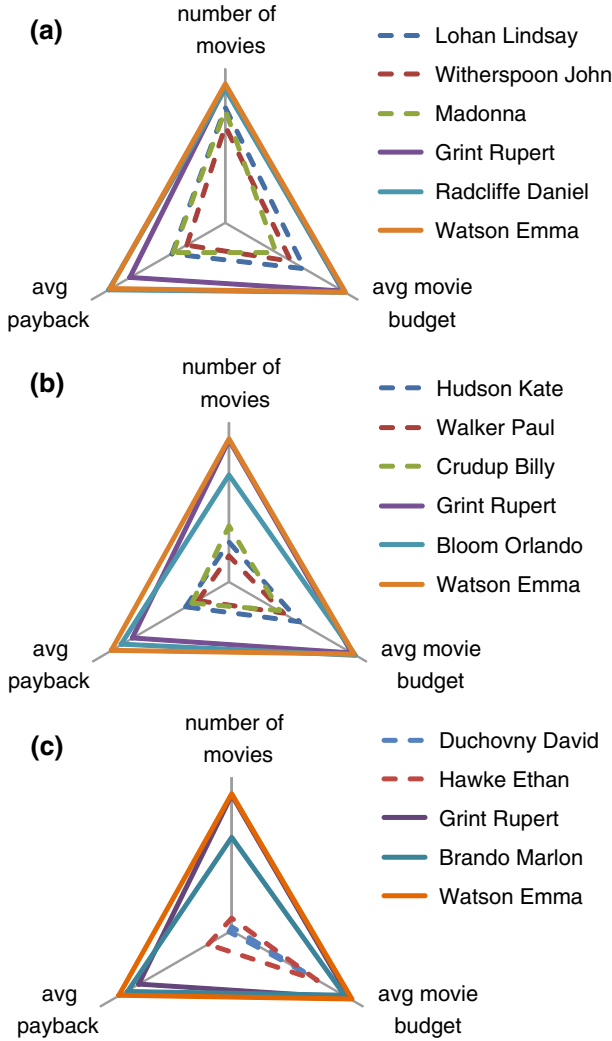 (a)
number of
movies
Lohan Lindsay
Witherspoon John
Madonna
Grint Rupert
Radcliffe Daniel
Watson Emma
avg
payback
avg movie
budget
(b)
number of
movies
Hudson Kate
Walker Paul
Crudup Billy
Grint Rupert
Bloom Orlando
Watson Emma
avg
payback
avg movie
budget
(c)
number of
movies
Duchovny David
Hawke Ethan
Grint Rupert
Brando Marlon
Watson Emma
avg
payback
avg movie
budget